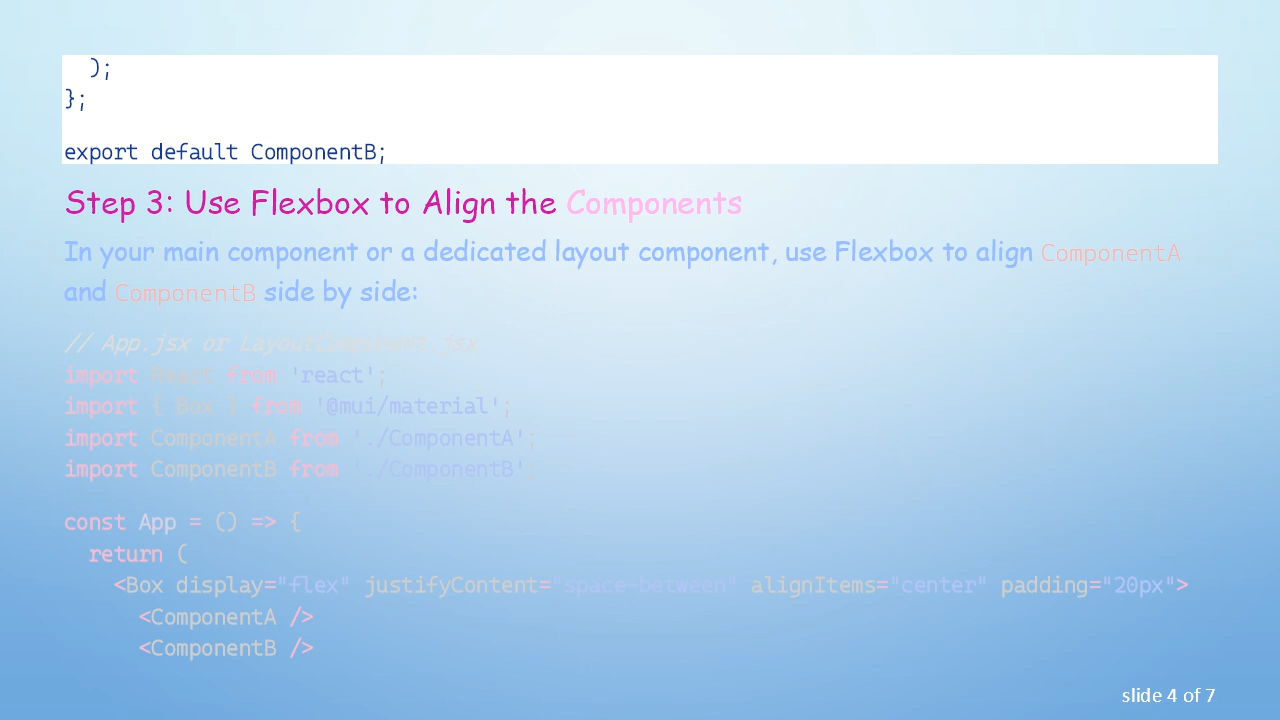 );
};

export default ComponentB;
Step 3: Use Flexbox to Align the Components
In your main component or a dedicated layout component, use Flexbox to align ComponentA
and ComponentB side by side:
// App.jsx or LayoutComponent.jsx
import React from 'react';
import { Box } from '@mui/material';
import ComponentA from './ComponentA';
import ComponentB from './ComponentB';

const App = () => {
  return (
    <Box display="flex" justifyContent="space-between" alignItems="center" padding="20px">
      <ComponentA />
      <ComponentB />
slide 4 of 7